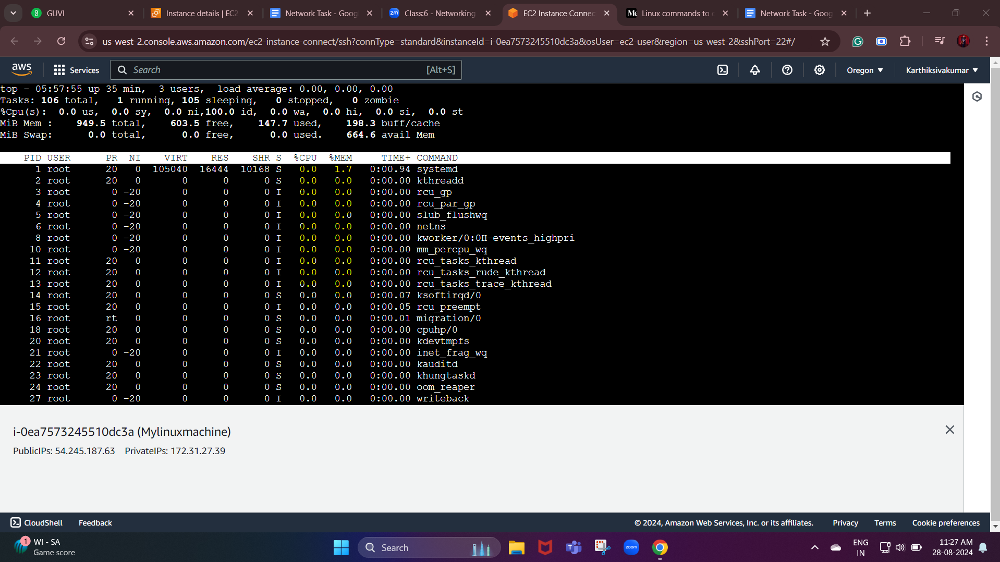 GUVI
Instance details | EC2
Network Task - Goog
zm Class:6 - Networking
EC2 Instance Connec
Linux commands to
Network Task - Goog
us-west-2.console.aws.amazon.com/ec2-instance-connect/ssh?connType=standard&instanceId=i-0ea7573245510dc3a&osUser=ec2-user&region=us-west-2&sshPort=22#/
aws Services Search [Alt+S] Oregon Karthiksivakumar
top - 05:57:55 up 35 min, 3 users, load average: 0.00, 0.00, 0.00
Tasks: 106 total, 1 running, 105 sleeping, 0 stopped, 0 zombie
%Cpu(s): 0.0 us, 0.0 sy, 0.0 ni,100.0 id, 0.0 wa, 0.0 hi, 0.0 si, 0.0 st
MiB Mem : 949.5 total, 603.5 free, 147.7 used, 198.3 buff/cache
MiB Swap: 0.0 total, 0.0 free, 0.0 used. 664.6 avail Mem
PID USER PR NI VIRT RES SHR S %CPU %MEM TIME+ COMMAND
1 root 20 0 105040 16444 10168 S 0.0 1.7 0:00.94 systemd
2 root 20 0 0 0 0 S 0.0 0.0 0:00.00 kthreadd
3 root 0 -20 0 0 0 I 0.0 0.0 0:00.00 rcu_gp
4 root 0 -20 0 0 0 I 0.0 0.0 0:00.00 rcu_par_gp
5 root 0 -20 0 0 0 I 0.0 0.0 0:00.00 slub_flushwq
6 root 0 -20 0 0 0 I 0.0 0.0 0:00.00 netns
8 root 0 -20 0 0 0 I 0.0 0.0 0:00.00 kworker/0:0H-events_highpri
10 root 0 -20 0 0 0 I 0.0 0.0 0:00.00 mm_percpu_wq
11 root 20 0 0 0 0 I 0.0 0.0 0:00.00 rcu_tasks_kthread
12 root 20 0 0 0 0 I 0.0 0.0 0:00.00 rcu_tasks_rude_kthread
13 root 20 0 0 0 0 I 0.0 0.0 0:00.00 rcu_tasks_trace_kthread
14 root 20 0 0 0 0 S 0.0 0.0 0:00.07 ksoftirqd/0
15 root 20 0 0 0 0 I 0.0 0.0 0:00.05 rcu_preempt
16 root rt 0 0 0 0 S 0.0 0.0 0:00.01 migration/0
18 root 20 0 0 0 0 S 0.0 0.0 0:00.00 cpuhp/0
20 root 20 0 0 0 0 S 0.0 0.0 0:00.00 kdevtmpfs
21 root 0 -20 0 0 0 I 0.0 0.0 0:00.00 inet_frag_wq
22 root 20 0 0 0 0 S 0.0 0.0 0:00.00 kauditd
23 root 20 0 0 0 0 S 0.0 0.0 0:00.00 khungtaskd
24 root 20 0 0 0 0 S 0.0 0.0 0:00.00 oom_reaper
27 root 0 -20 0 0 0 I 0.0 0.0 0:00.00 writeback
i-0ea7573245510dc3a (Mylinuxmachine)
PublicIPs: 54.245.187.63 PrivateIPs: 172.31.27.39
CloudShell Feedback © 2024, Amazon Web Services, Inc. or its affiliates. Privacy Terms Cookie preferences
1 WI - SA
Game score
Search
zoom
ENG
IN
11:27 AM
28-08-2024